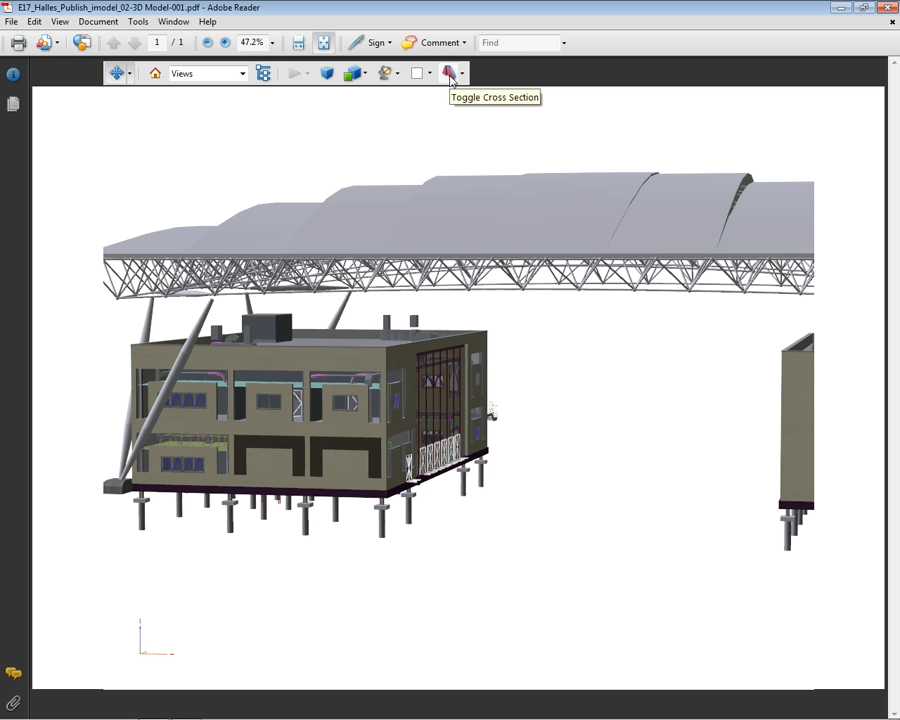 E17_Halles_Publish_imodel_02-3D Model-001.pdf - Adobe Reader
File Edit View Document Tools Window Help
1 / 1 47.2% Sign Comment Find
Views
Toggle Cross Section